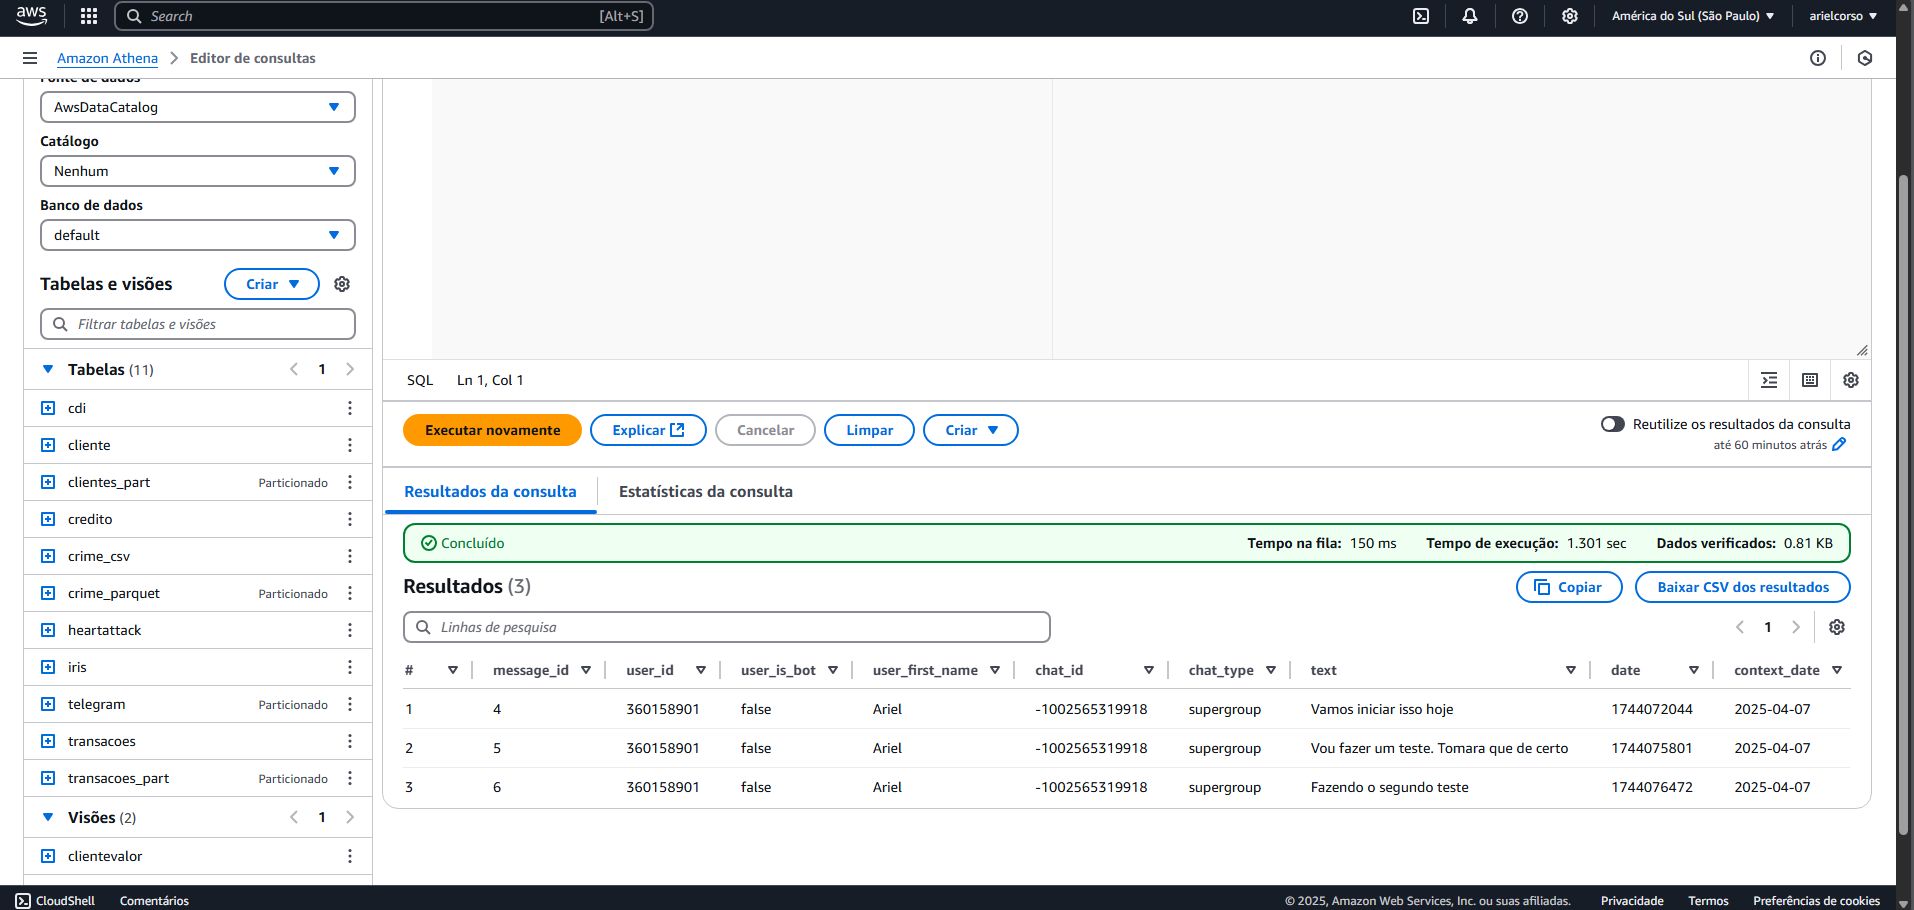 aws
Search [Alt+S]
América do Sul (São Paulo)
arielcorso
Amazon Athena
Editor de consultas
Fonte de dados
AwsDataCatalog
Catálogo
Nenhum
Banco de dados
default
Tabelas e visões
Criar
Filtrar tabelas e visões
Tabelas (11)
1
cdi
cliente
clientes_part Particionado
credito
crime_csv
crime_parquet Particionado
heartattack
iris
telegram Particionado
transacoes
transacoes_part Particionado
Visões (2)
1
clientevalor
SQL Ln 1, Col 1
Executar novamente
Explicar
Cancelar
Limpar
Criar
Reutilize os resultados da consulta
até 60 minutos atrás
Resultados da consulta
Estatísticas da consulta
Concluído
Tempo na fila: 150 ms
Tempo de execução: 1.301 sec
Dados verificados: 0.81 KB
Resultados (3)
Copiar
Baixar CSV dos resultados
Linhas de pesquisa
1
# message_id user_id user_is_bot user_first_name chat_id chat_type text date context_date
1 4 360158901 false Ariel -1002565319918 supergroup Vamos iniciar isso hoje 1744072044 2025-04-07
2 5 360158901 false Ariel -1002565319918 supergroup Vou fazer um teste. Tomara que de certo 1744075801 2025-04-07
3 6 360158901 false Ariel -1002565319918 supergroup Fazendo o segundo teste 1744076472 2025-04-07
CloudShell
Comentários
© 2025, Amazon Web Services, Inc. ou suas afiliadas.
Privacidade
Termos
Preferências de cookies